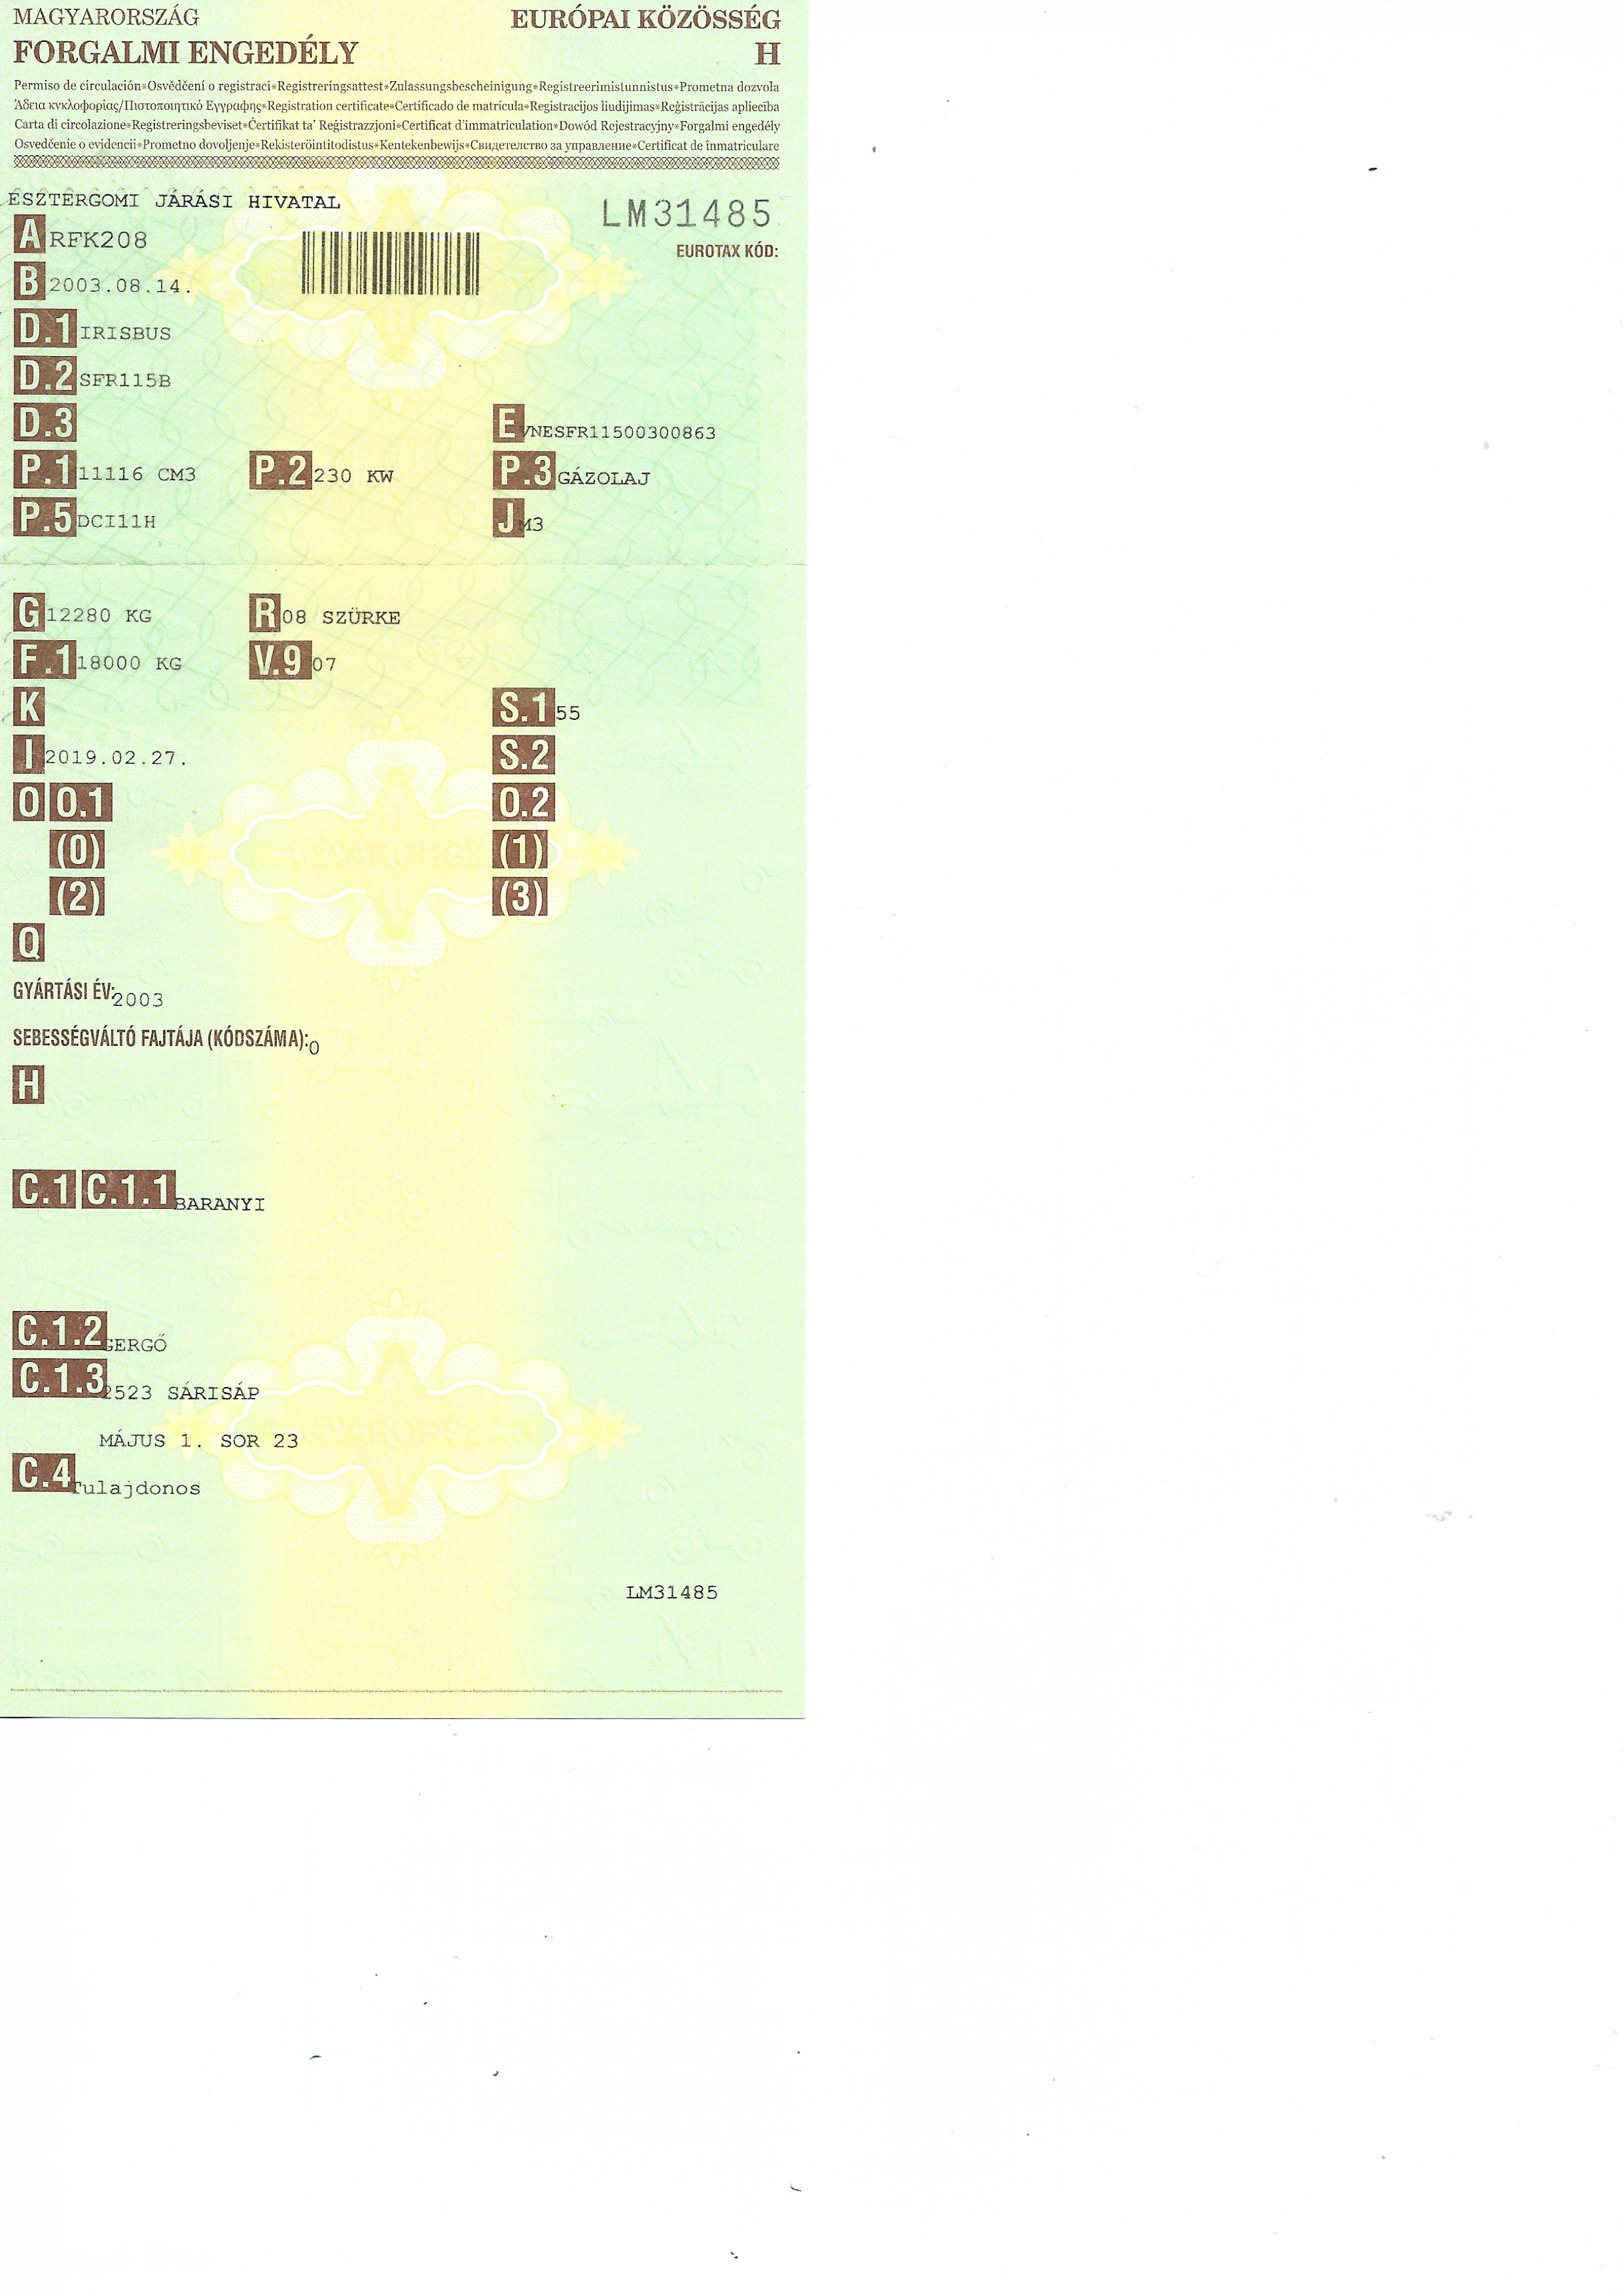 MAGYARORSZÁG EURÓPAI KÖZÖSSÉG
FORGALMI ENGEDÉLY H
Permiso de circulación*Osvědčení o registraci*Registreringsattest*Zulassungsbescheinigung*Registreerimistunnistus*Prometna dozvola
Άδεια κυκλοφορίας/Πιστοποιητικό Εγγραφης*Registration certificate*Certificado de matrícula*Registracijos liudijimas*Reģistrācijas apliecība
Carta di circolazione*Registreringsbeviset*Ċertifikat ta' Reġistrazzjoni*Certificat d'immatriculation*Dowód Rejestracyjny*Forgalmi engedély
Osvedčenie o evidencii*Prometno dovoljenje*Rekisteröintitodistus*Kentekenbewijs*Свидетелство за управление*Certificat de înmatriculare
ESZTERGOMI JÁRÁSI HIVATAL LM31485
A RFK208 EUROTAX KÓD:
B 2003.08.14.
D.1 IRISBUS
D.2 SFR115B
D.3 E VNESFR11500300863
P.1 11116 CM3 P.2 230 KW P.3 GÁZOLAJ
P.5 DCI11H J M3
G 12280 KG R 08 SZÜRKE
F.1 18000 KG V.9 07
K S.1 55
I 2019.02.27. S.2
O O.1 O.2
(0) (1)
(2) (3)
Q
GYÁRTÁSI ÉV: 2003
SEBESSÉGVÁLTÓ FAJTÁJA (KÓDSZÁMA): 0
H
C.1 C.1.1 BARANYI
C.1.2 GERGŐ
C.1.3 2523 SÁRISÁP
MÁJUS 1. SOR 23
C.4 Tulajdonos
LM31485